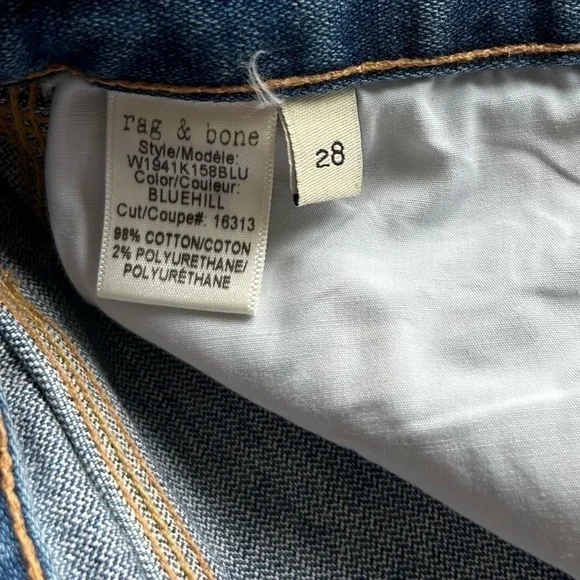 rag & bone
Style/Modèle:
W1941K158BLU
Color/Couleur:
BLUEHILL
Cut/Coupe#: 16313
98% COTTON/COTON
2% POLYURETHANE/
POLYURÉTHANE
28